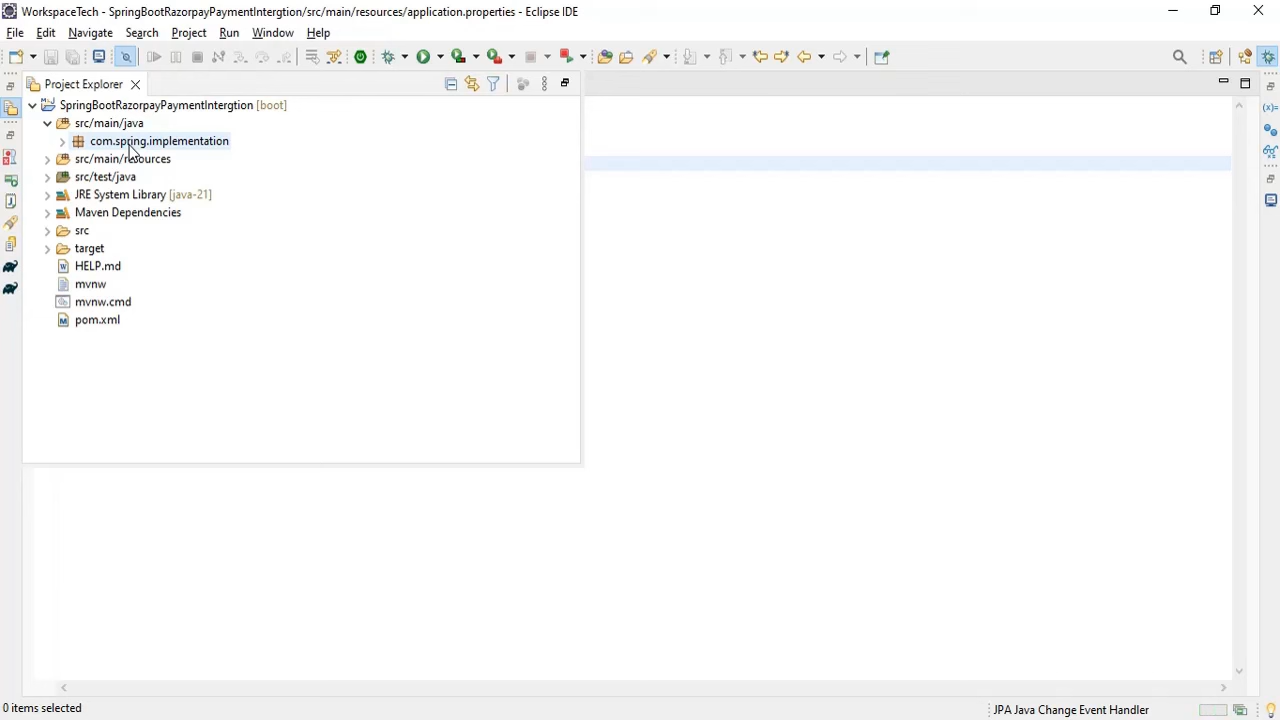 WorkspaceTech - SpringBootRazorpayPaymentIntergtion/src/main/resources/application.properties - Eclipse IDE
File Edit Navigate Search Project Run Window Help
Project Explorer
SpringBootRazorpayPaymentIntergtion [boot]
src/main/java
com.spring.implementation
src/main/resources
src/test/java
JRE System Library [java-21]
Maven Dependencies
src
target
HELP.md
mvnw
mvnw.cmd
pom.xml
0 items selected
JPA Java Change Event Handler